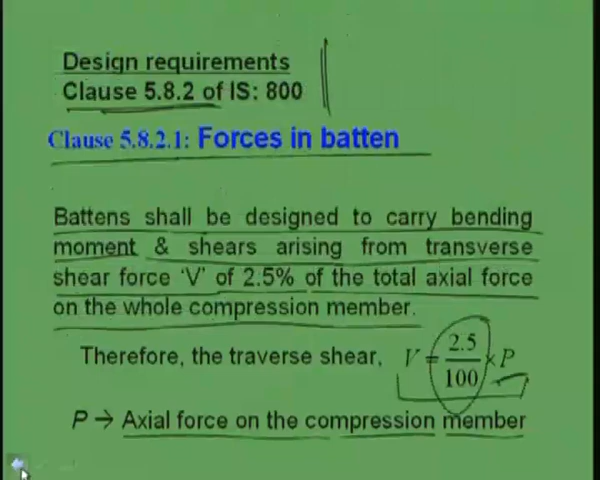 Design requirements
Clause 5.8.2 of IS: 800
Clause 5.8.2.1: Forces in batten
Battens shall be designed to carry bending
moment & shears arising from transverse
shear force 'V' of 2.5% of the total axial force
on the whole compression member.
Therefore, the traverse shear, V = 2.5/100 × P
P → Axial force on the compression member